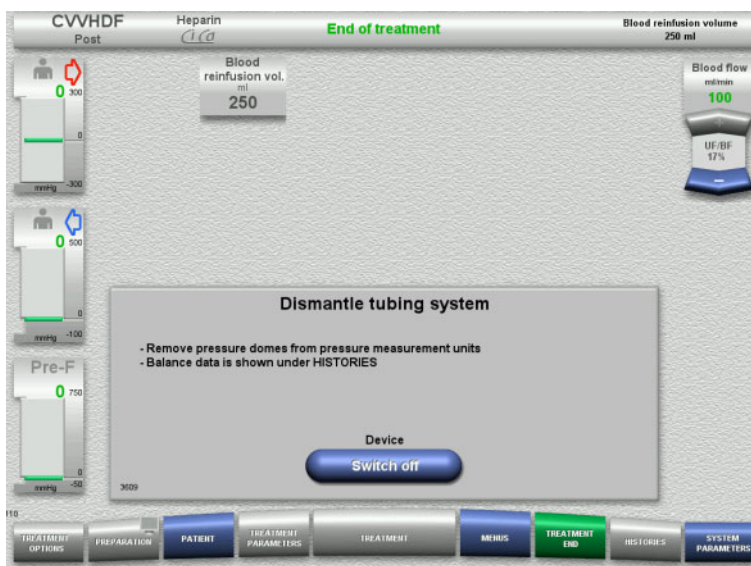 CVVHDF
Post
Heparin
Ci Ca
End of treatment
Blood reinfusion volume
250 ml
0
300
0
-300
mmHg
Blood
reinfusion vol.
ml
250
Blood flow
ml/min
100
+
UF/BF
17%
–
0
500
0
-100
mmHg
Pre-F
0
750
0
-50
mmHg
Dismantle tubing system
- Remove pressure domes from pressure measurement units
- Balance data is shown under HISTORIES
Device
Switch off
3609
TREATMENT
OPTIONS
PREPARATION
PATIENT
TREATMENT
PARAMETERS
TREATMENT
MENUS
TREATMENT
END
HISTORIES
SYSTEM
PARAMETERS